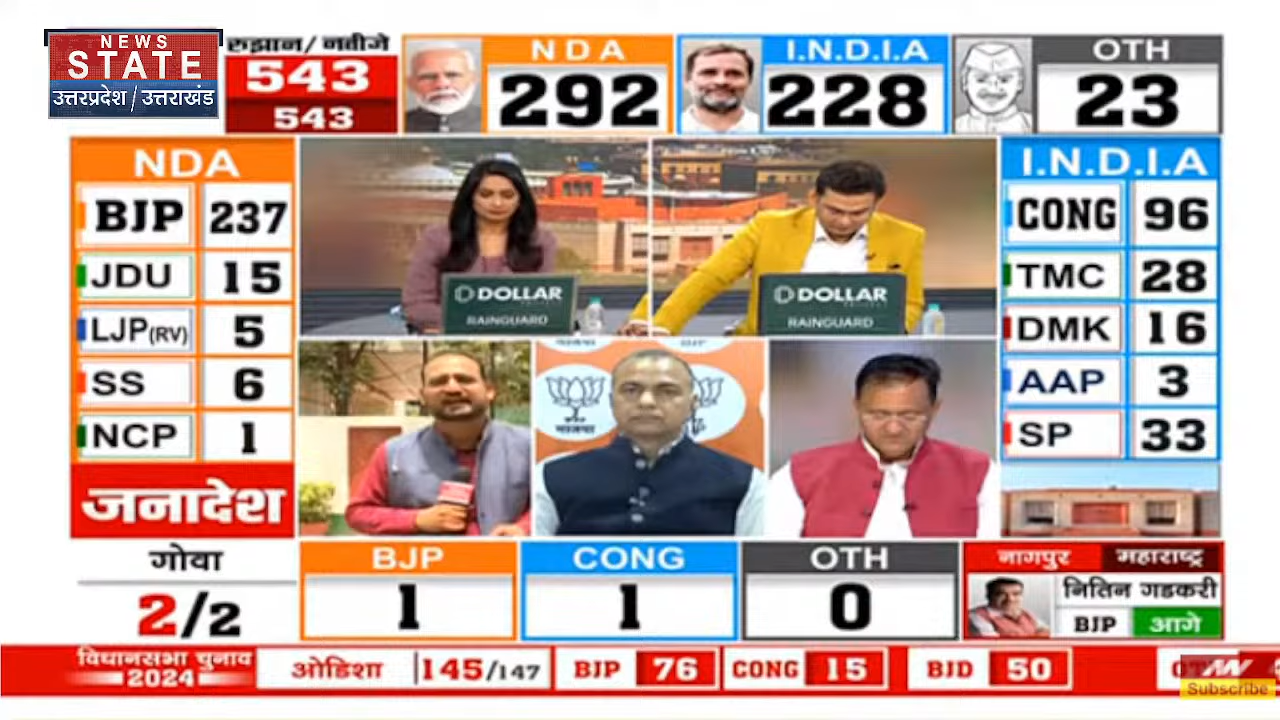 NEWS
STATE
उत्तरप्रदेश / उत्तराखंड
रुझान/ नतीजे
543
543
NDA
292
I.N.D.I.A
228
OTH
23
NDA
BJP 237
JDU 15
LJP(RV) 5
SS 6
NCP 1
जनादेश
DOLLAR
RAINGUARD
DOLLAR
RAINGUARD
BJP
भाजपा
I.N.D.I.A
CONG 96
TMC 28
DMK 16
AAP 3
SP 33
गोवा
2/2
BJP
1
CONG
1
OTH
0
नागपुर महाराष्ट्र
नितिन गडकरी
BJP आगे
विधानसभा चुनाव
2024
ओडिशा 145/147 BJP 76 CONG 15 BJD 50
Subscribe